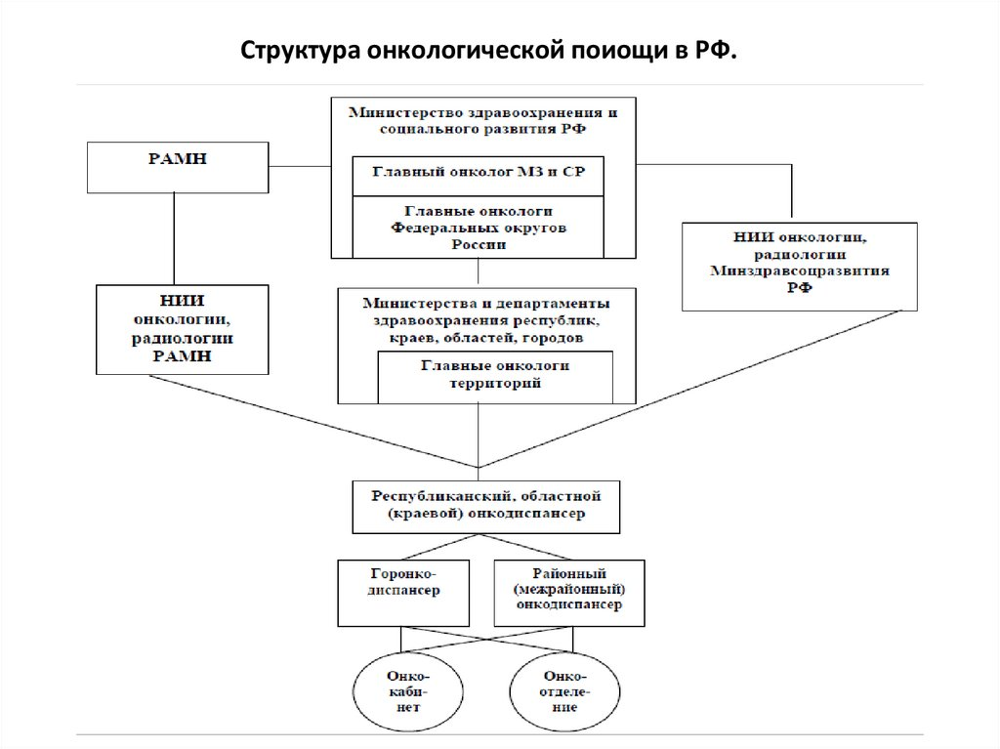 Структура онкологической поиощи в РФ.
Министерство здравоохранения и
социального развития РФ
РАМН
Главный онколог МЗ и СР
Главные онкологи
Федеральных округов
России
НИИ онкологии,
радиологии
Минздравсоцразвития
РФ
НИИ
онкологии,
радиологии
РАМН
Министерства и департаменты
здравоохранения республик,
краев, областей, городов
Главные онкологи
территорий
Республиканский, областной
(краевой) онкодиспансер
Горонко-
диспансер
Районный
(межрайонный)
онкодиспансер
Онко-
каби-
нет
Онко-
отделе-
ние